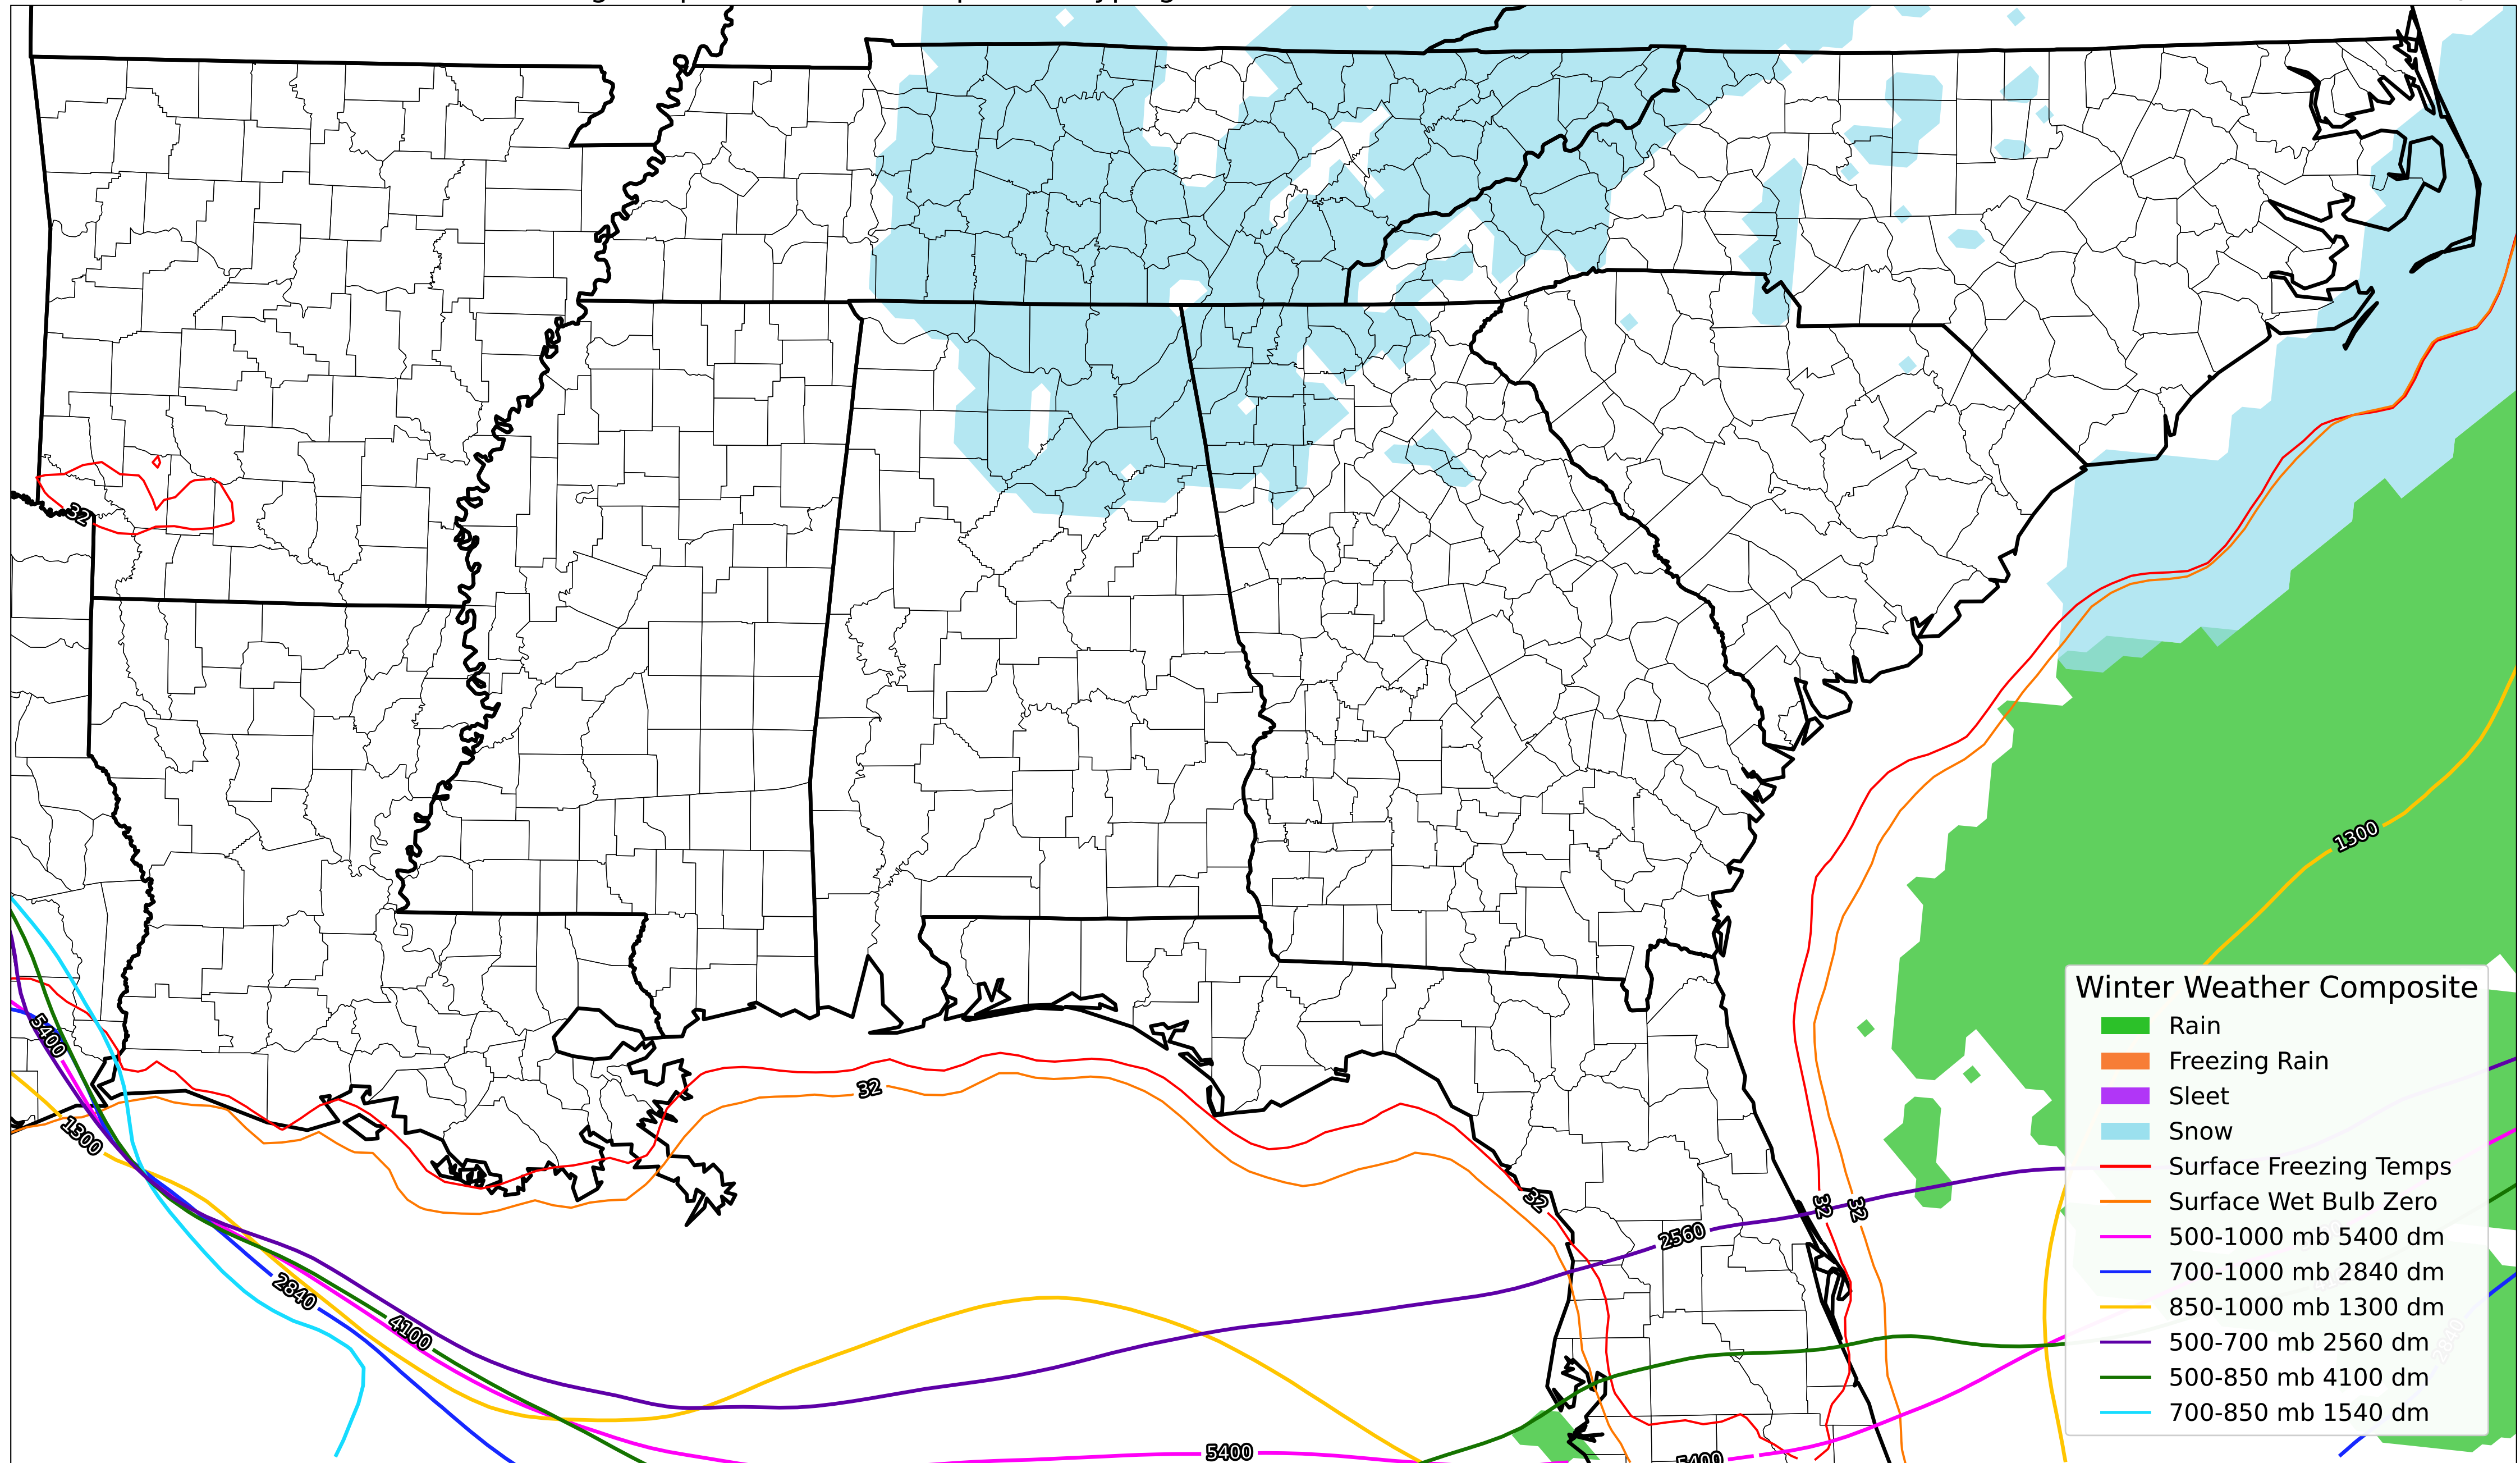 32
5400
1300
2840
4100
32
5400
32
2560
32
32
5400
1300
2840
Winter Weather Composite
Rain
Freezing Rain
Sleet
Snow
Surface Freezing Temps
Surface Wet Bulb Zero
500-1000 mb 5400 dm
700-1000 mb 2840 dm
850-1000 mb 1300 dm
500-700 mb 2560 dm
500-850 mb 4100 dm
700-850 mb 1540 dm